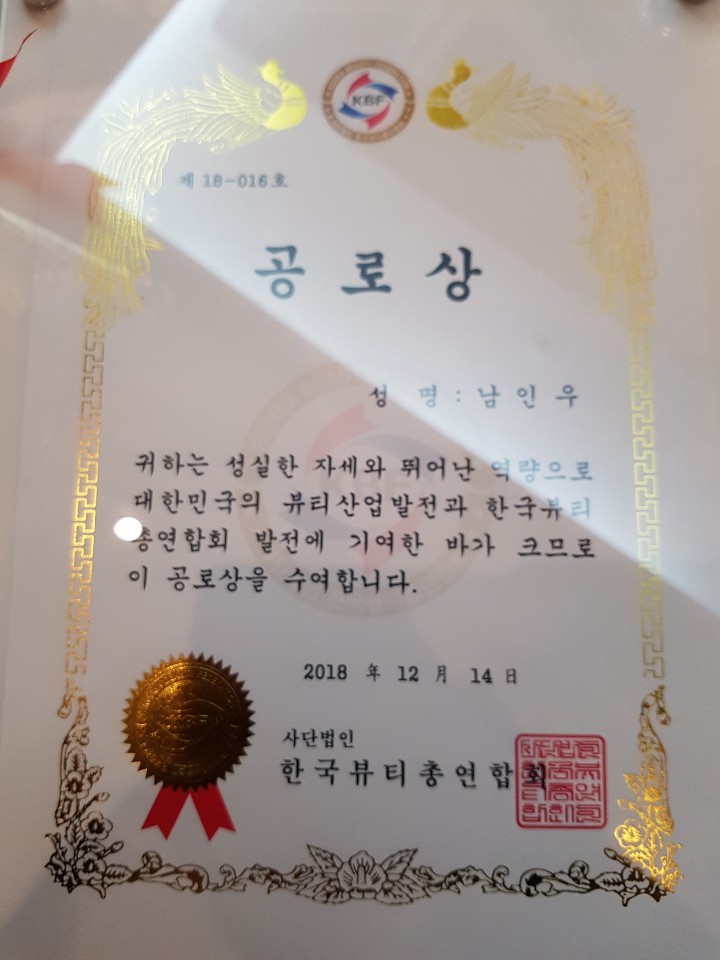 KBF
제 18-016호
공로상
성 명 : 남인우
귀하는 성실한 자세와 뛰어난 역량으로
대한민국의 뷰티산업발전과 한국뷰티
총연합회 발전에 기여한 바가 크므로
이 공로상을 수여합니다.
2018 年 12 月 14 日
사단법인
한국뷰티총연합회
KBF